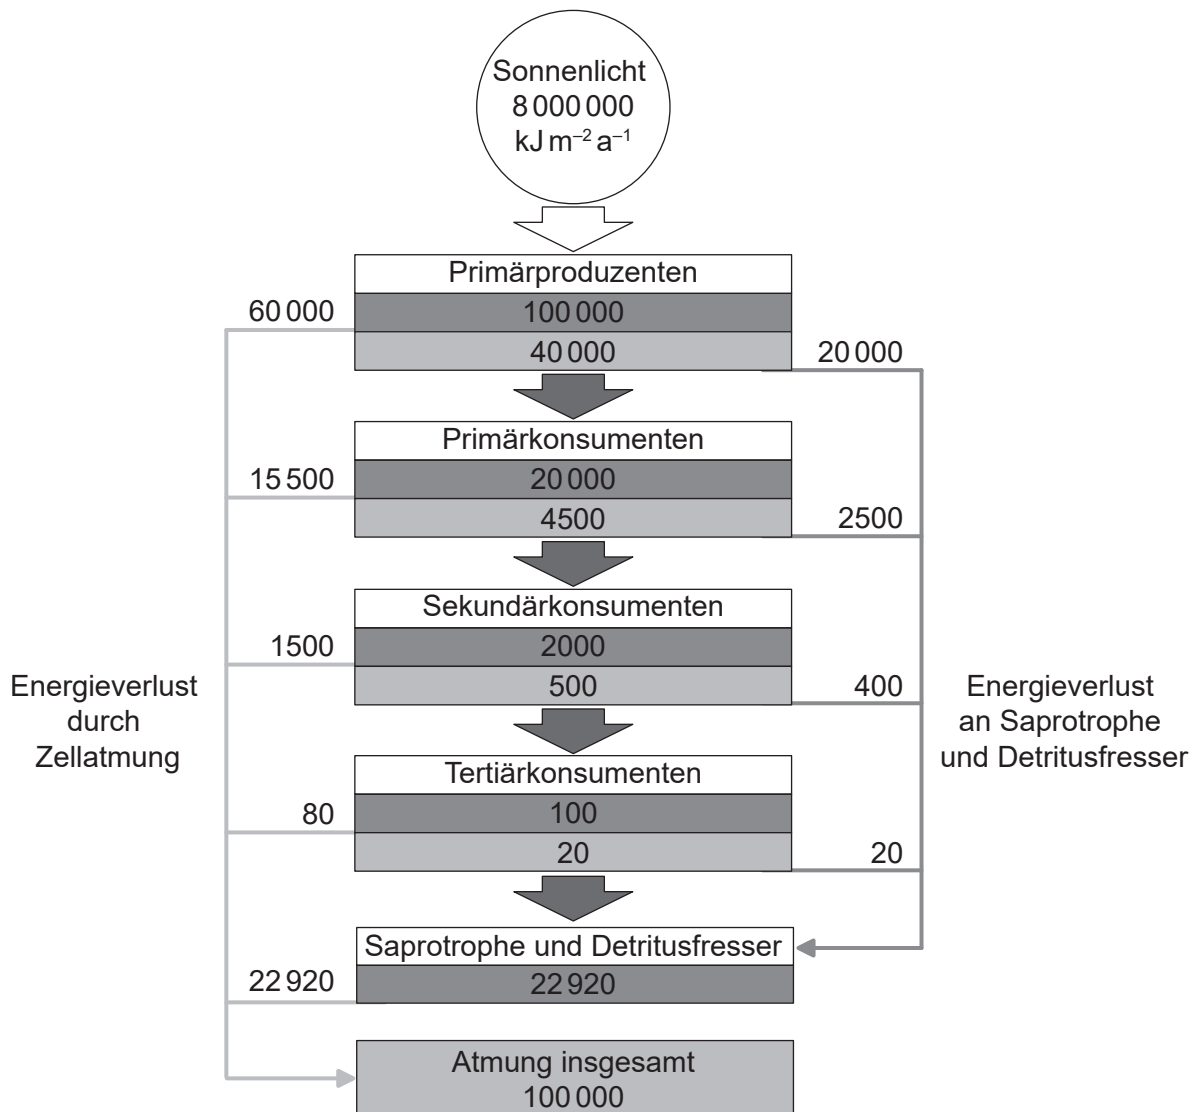 Sonnenlicht
8 000 000
kJ m⁻² a⁻¹
Primärproduzenten
60 000
100 000
40 000
20 000
Primärkonsumenten
15 500
20 000
4500
2500
Sekundärkonsumenten
1500
2000
500
400
Energieverlust
durch
Zellatmung
Energieverlust
an Saprotrophe
und Detritusfresser
Tertiärkonsumenten
80
100
20
20
Saprotrophe und Detritusfresser
22 920
22 920
Atmung insgesamt
100 000